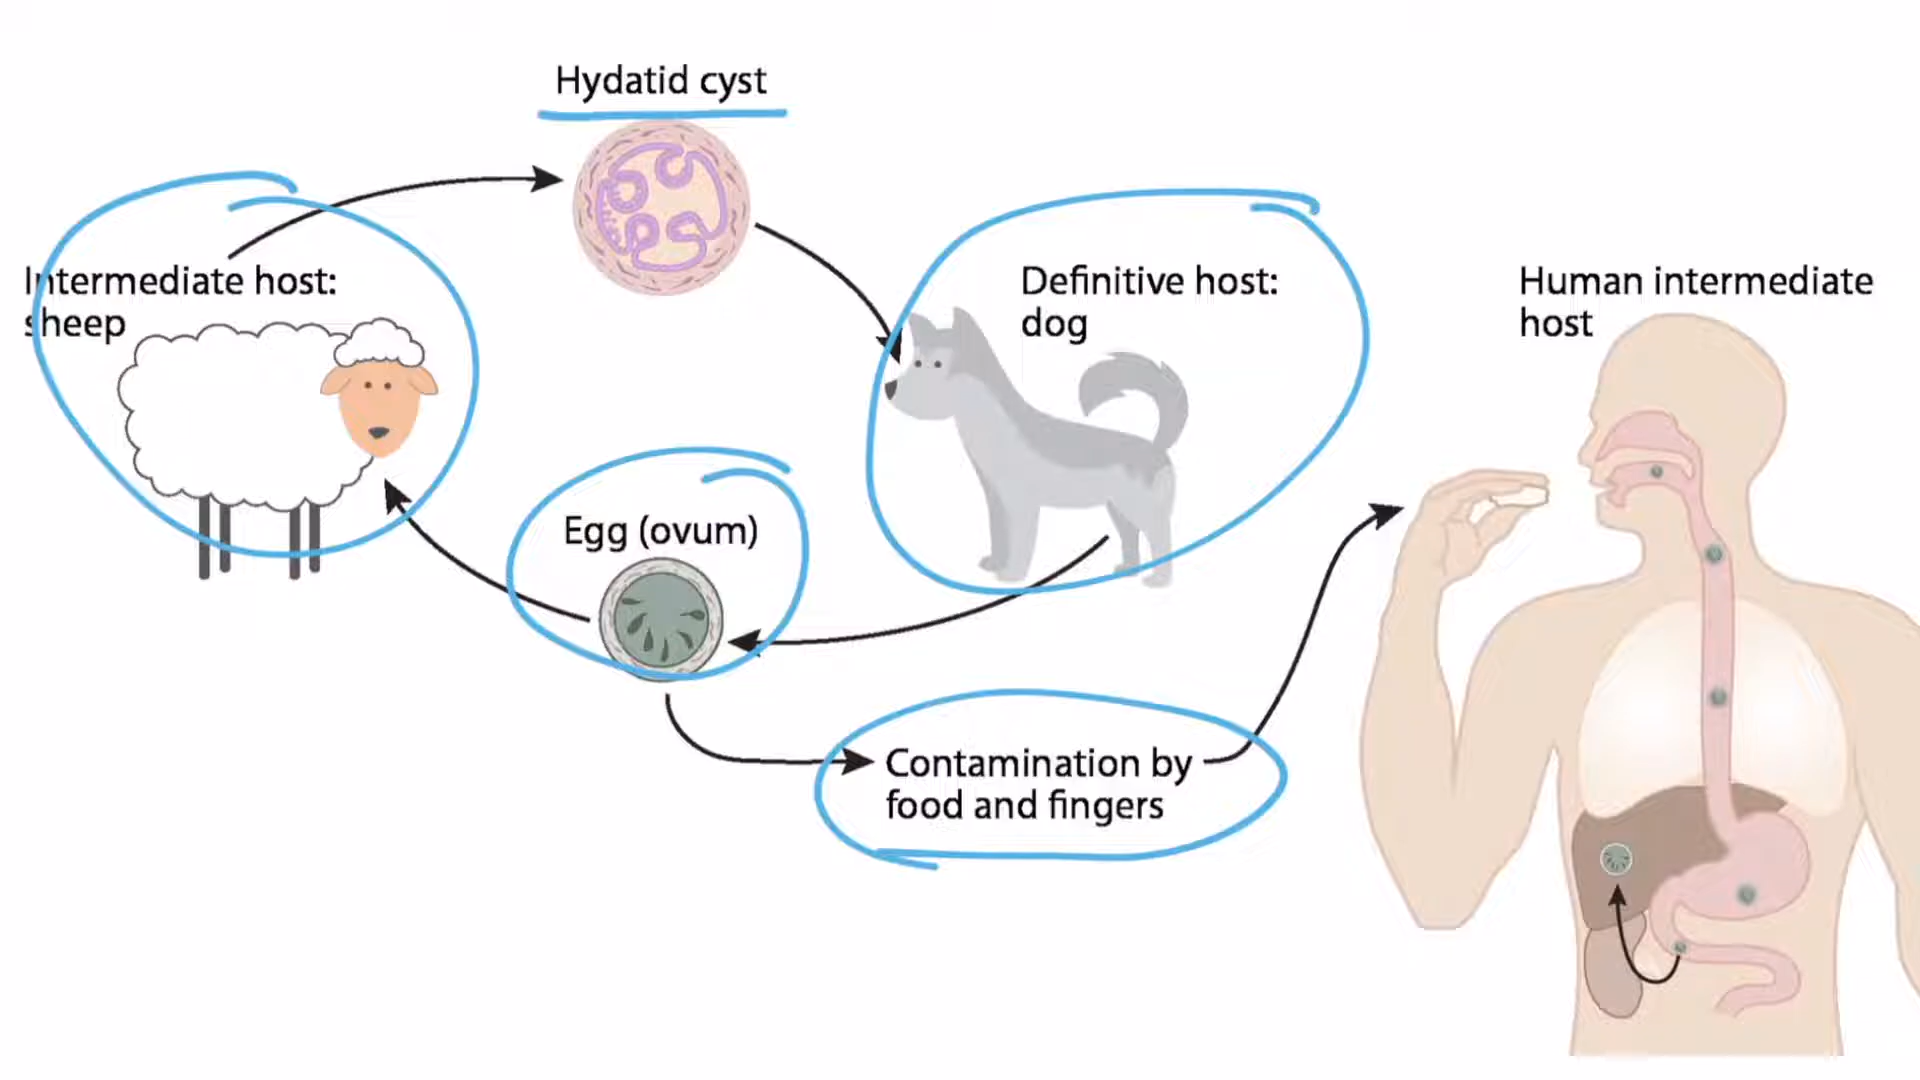 Hydatid cyst
Intermediate host:
sheep
Definitive host:
dog
Human intermediate
host
Egg (ovum)
Contamination by
food and fingers